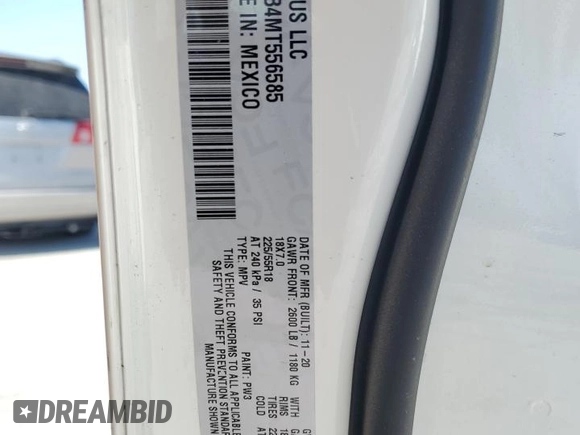 US LLC
B4MT556585
E IN: MEXICO
DATE OF MFR (BUILT): 11-20
GAWR FRONT: 2600 LB / 1180 KG WITH
18X7.0 RIMS
225/55R18 TIRES
AT 240 kPa / 35 PSI COLD
TYPE: MPV PAINT: PW3
THIS VEHICLE CONFORMS TO ALL APPLICABLE
SAFETY AND THEFT PREVENTION
MANUFACTURE SHOWN
DREAMBID